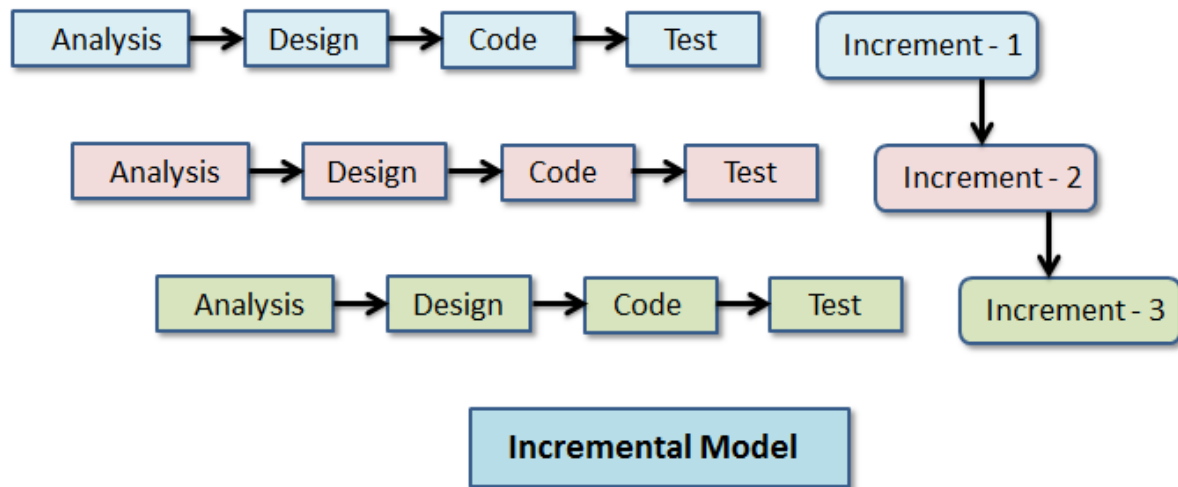 Analysis Design Code Test Increment - 1
Analysis Design Code Test Increment - 2
Analysis Design Code Test Increment - 3
Incremental Model